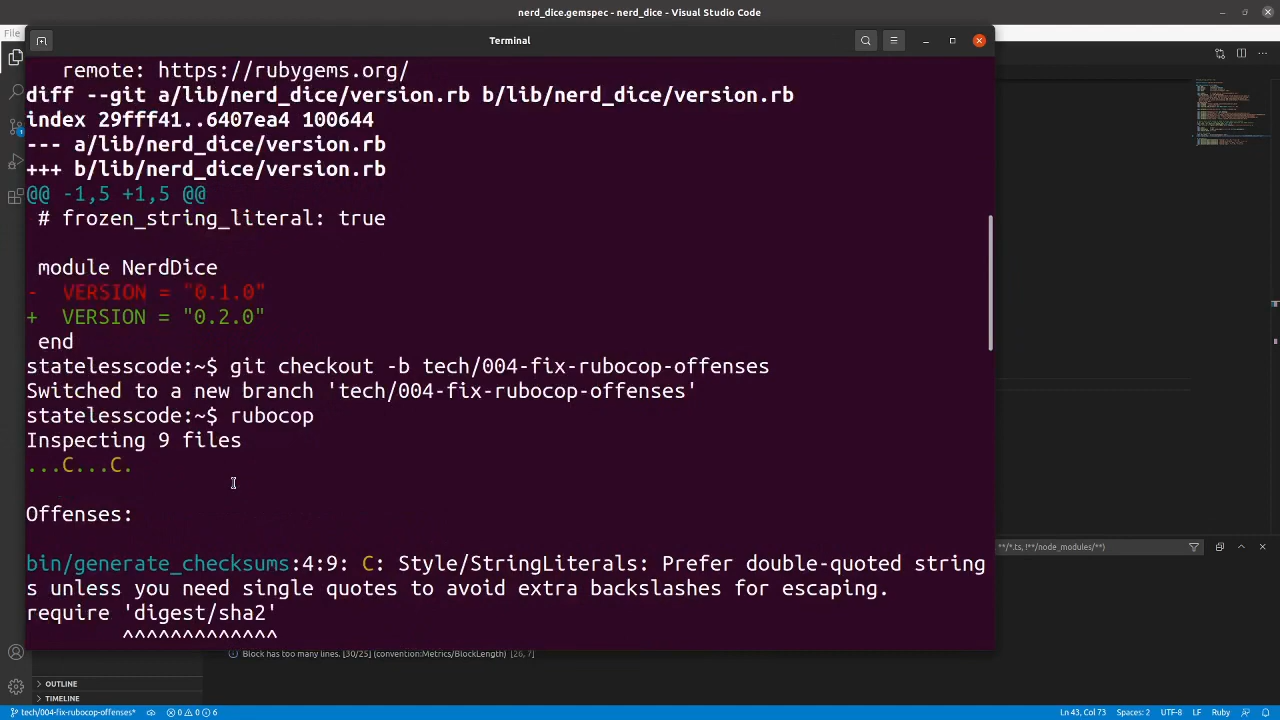 nerd_dice.gemspec - nerd_dice - Visual Studio Code
File
Terminal
remote: https://rubygems.org/
diff --git a/lib/nerd_dice/version.rb b/lib/nerd_dice/version.rb
index 29fff41..6407ea4 100644
--- a/lib/nerd_dice/version.rb
+++ b/lib/nerd_dice/version.rb
@@ -1,5 +1,5 @@
# frozen_string_literal: true
module NerdDice
-  VERSION = "0.1.0"
+  VERSION = "0.2.0"
end
statelesscode:~$ git checkout -b tech/004-fix-rubocop-offenses
Switched to a new branch 'tech/004-fix-rubocop-offenses'
statelesscode:~$ rubocop
Inspecting 9 files
...C...C.
Offenses:
bin/generate_checksums:4:9: C: Style/StringLiterals: Prefer double-quoted string
s unless you need single quotes to avoid extra backslashes for escaping.
require 'digest/sha2'
^^^^^^^^^^^^^
**/*.ts, !**/node_modules/**)
Block has too many lines. [30/25] (convention:Metrics/BlockLength) [26, 7]
OUTLINE
TIMELINE
tech/004-fix-rubocop-offenses* 0 0 6
Ln 43, Col 73 Spaces: 2 UTF-8 LF Ruby